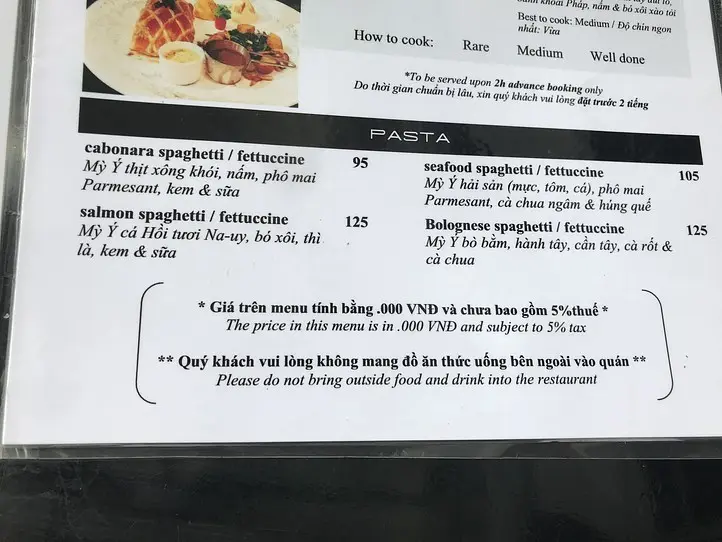 nấm & bó xôi xào tỏi
Best to cook: Medium / Độ chín ngon
nhất: Vừa
How to cook: Rare Medium Well done
*To be served upon 2h advance booking only
Do thời gian chuẩn bị lâu, xin quý khách vui lòng đặt trước 2 tiếng
PASTA
cabonara spaghetti / fettuccine 95
Mỳ Ý thịt xông khói, nấm, phô mai
Parmesant, kem & sữa
salmon spaghetti / fettuccine 125
Mỳ Ý cá Hồi tươi Na-uy, bó xôi, thì
là, kem & sữa
seafood spaghetti / fettuccine 105
Mỳ Ý hải sản (mực, tôm, cá), phô mai
Parmesant, cà chua ngâm & húng quế
Bolognese spaghetti / fettuccine 125
Mỳ Ý bò bằm, hành tây, cần tây, cà rốt &
cà chua
* Giá trên menu tính bằng .000 VNĐ và chưa bao gồm 5%thuế *
The price in this menu is in .000 VNĐ and subject to 5% tax
** Quý khách vui lòng không mang đồ ăn thức uống bên ngoài vào quán **
Please do not bring outside food and drink into the restaurant